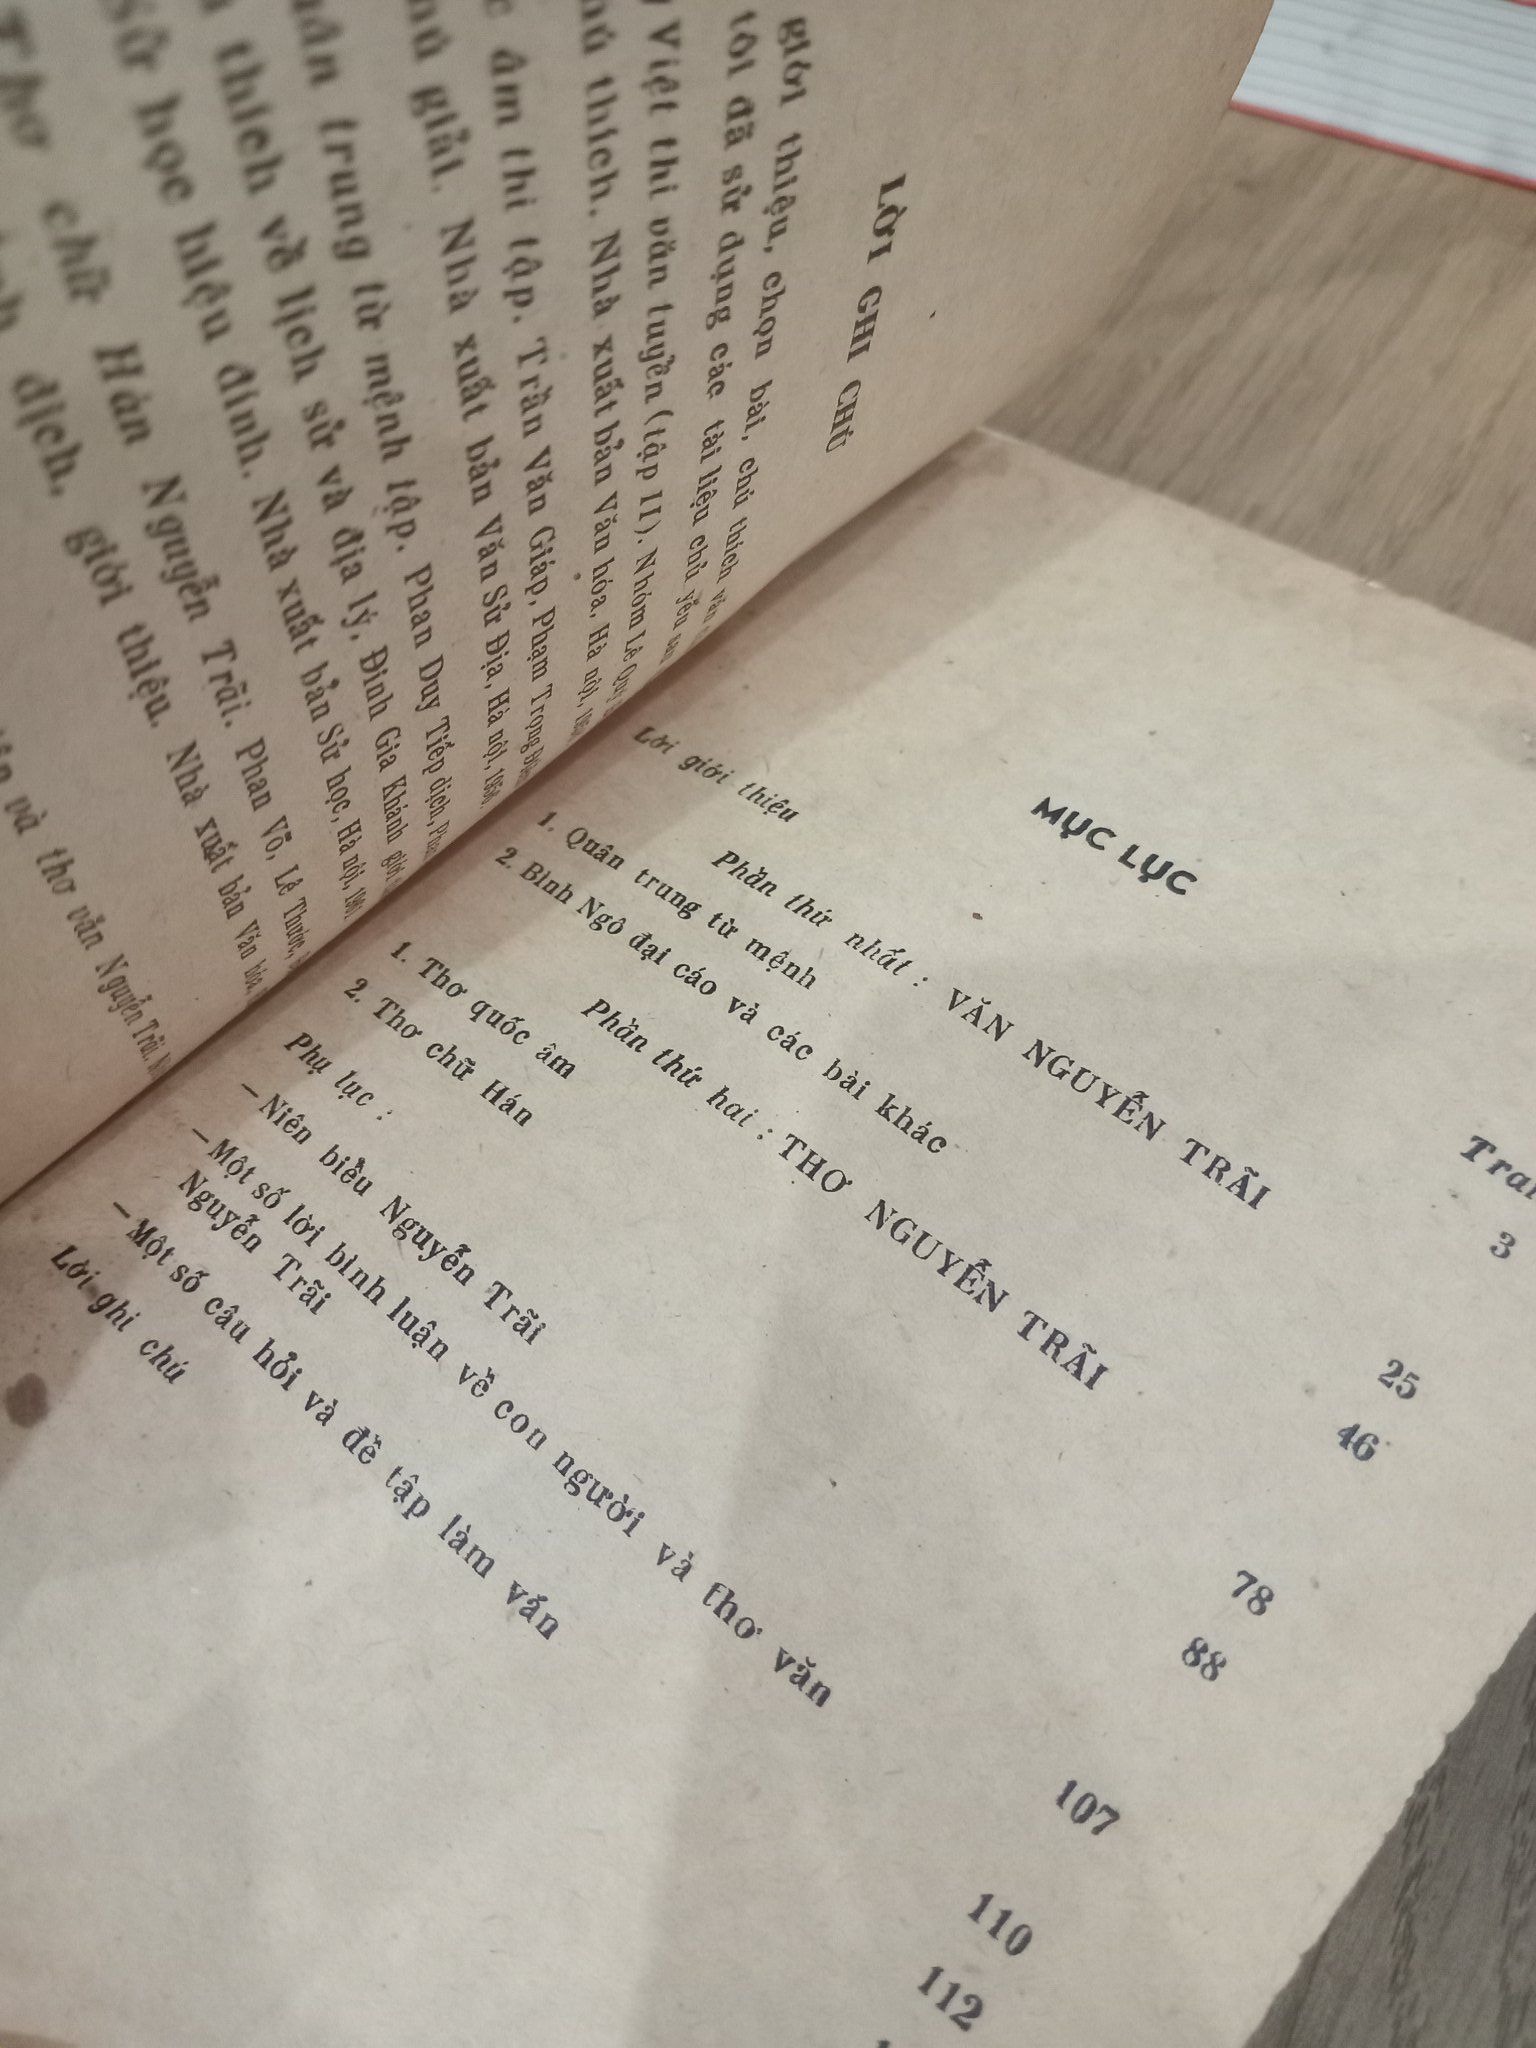 LỜI GHI CHÚ
giới thiệu, chọn bài, chú thích văn
tôi đã sử dụng các tài liệu chủ yếu sau
Việt thi văn tuyển (tập II). Nhóm Lê Quý
thích. Nhà xuất bản Văn hóa, Hà nội,
âm thi tập. Trần Văn Giáp, Phạm Trọng
giải. Nhà xuất bản Văn Sử Địa, Hà nội, 1956
trung từ mệnh tập. Phan Duy Tiếp dịch,
thích về lịch sử và địa lý, Đinh Gia Khánh giới
Sử học hiệu đính. Nhà xuất bản Sử học, Hà nội, 1961
Thơ chữ Hán Nguyễn Trãi. Phan Võ, Lê Thước,
dịch, giới thiệu. Nhà xuất bản Văn hóa,
và thơ văn Nguyễn Trãi,
MỤC LỤC
Lời giới thiệu 3
Phần thứ nhất : VĂN NGUYỄN TRÃI
1. Quân trung từ mệnh 25
2. Bình Ngô đại cáo và các bài khác 46
Phần thứ hai : THƠ NGUYỄN TRÃI
1. Thơ quốc âm 78
2. Thơ chữ Hán 88
Phụ lục :
— Niên biểu Nguyễn Trãi 107
— Một số lời bình luận về con người và thơ văn
Nguyễn Trãi 110
— Một số câu hỏi và đề tập làm văn 112
Lời ghi chú